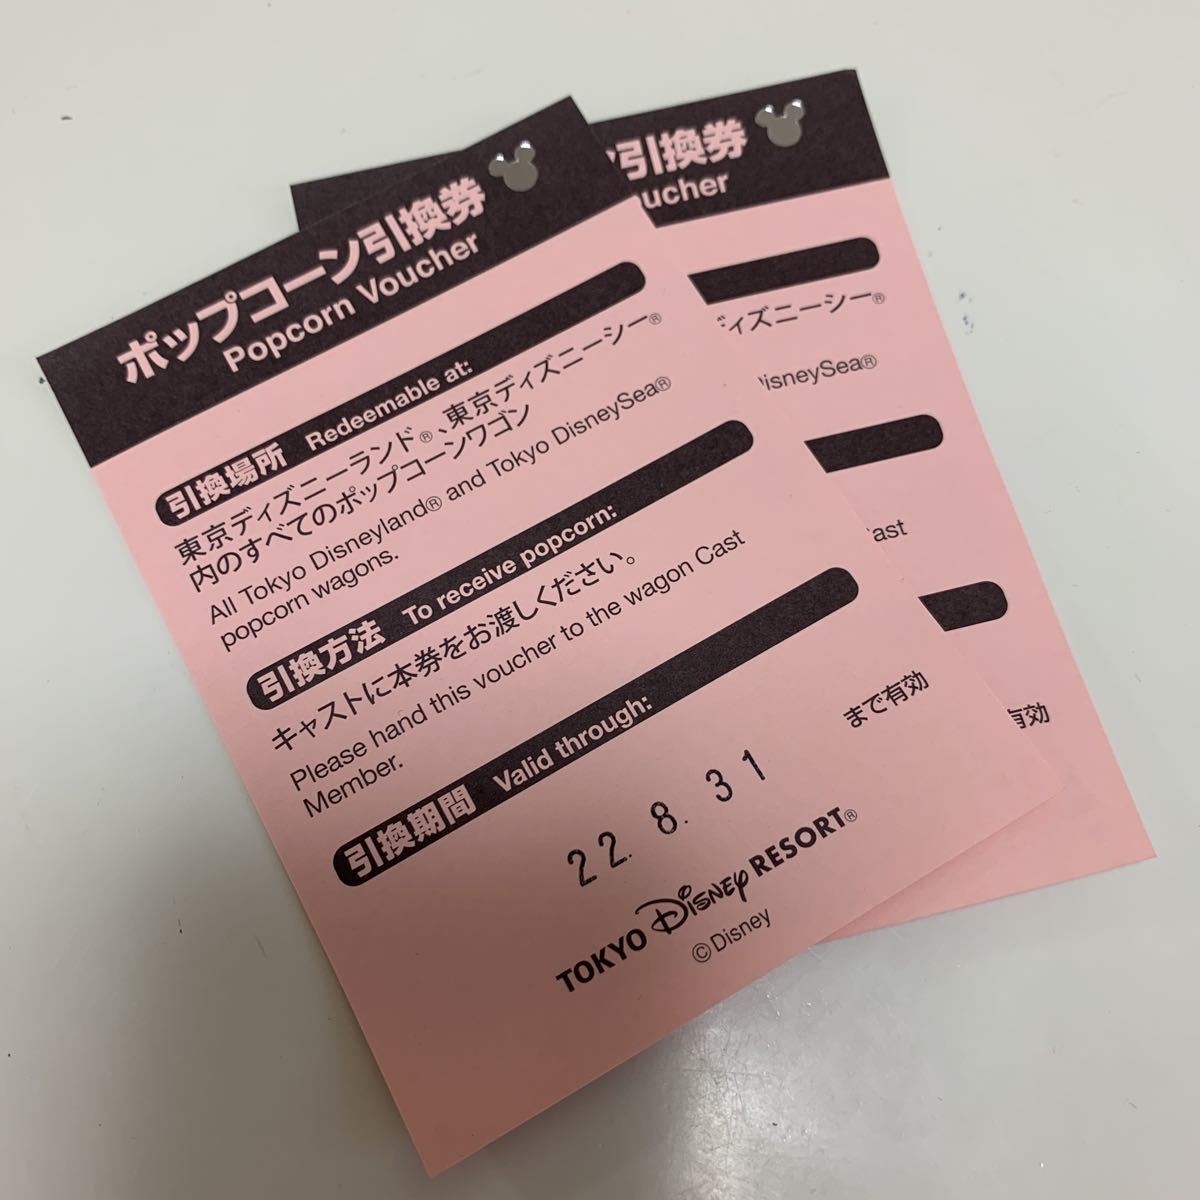 ポップコーン引換券
Popcorn Voucher
引換場所 Redeemable at:
東京ディズニーランド®、東京ディズニーシー®
内のすべてのポップコーンワゴン
All Tokyo Disneyland® and Tokyo DisneySea®
popcorn wagons.
引換方法 To receive popcorn:
キャストに本券をお渡しください。
Please hand this voucher to the wagon Cast
Member.
引換期間 Valid through:
22. 8. 31 まで有効
TOKYO Disney RESORT®
©Disney
引換券
ucher
ディズニーシー®
isneySea®
ast
有効